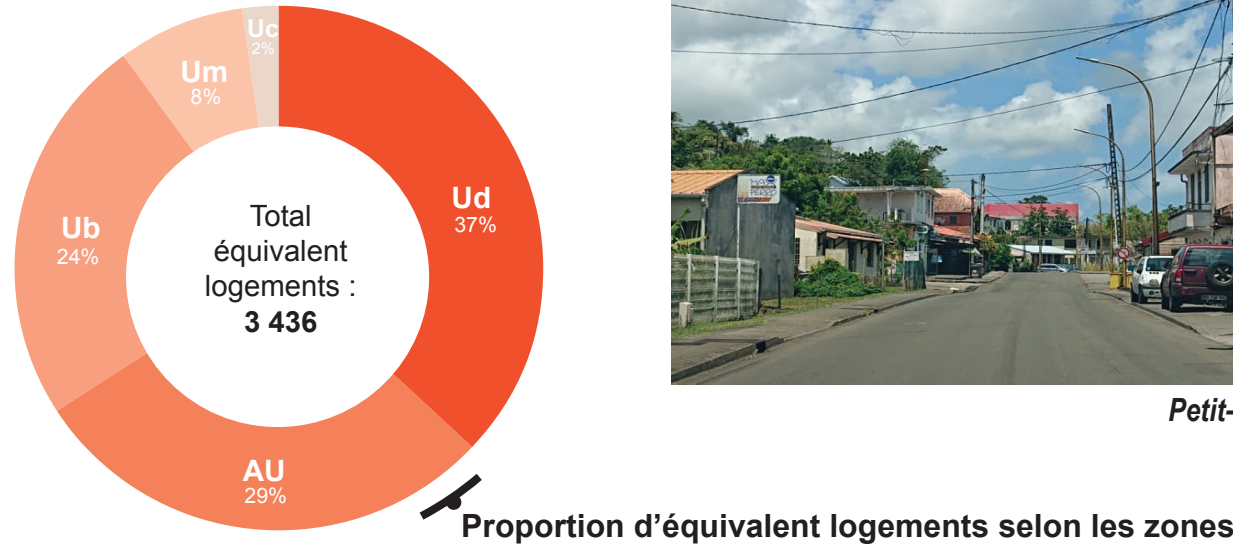 Uc
2%
Um
8%
Ub
24%
Ud
37%
AU
29%
Total
équivalent
logements :
3 436
Petit-
Proportion d'équivalent logements selon les zones